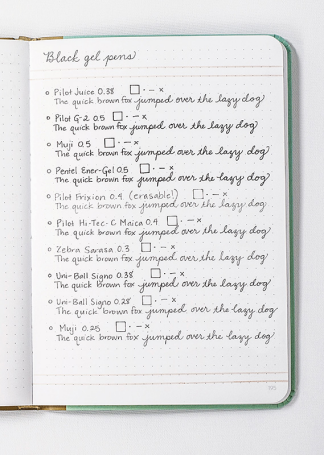 Black gel pens
Pilot Juice 0.38 □ · – ×
The quick brown fox jumped over the lazy dog
Pilot G-2 0.5 □ · – ×
The quick brown fox jumped over the lazy dog
Muji 0.5 □ · – ×
The quick brown fox jumped over the lazy dog
Pentel Ener-Gel 0.5 □ · – ×
The quick brown fox jumped over the lazy dog
Pilot Frixion 0.4 (erasable!) □ · – ×
The quick brown fox jumped over the lazy dog
Pilot Hi-Tec-C Maica 0.4 □ · – ×
The quick brown fox jumped over the lazy dog
Zebra Sarasa 0.3 □ · – ×
The quick brown fox jumped over the lazy dog
Uni-Ball Signo 0.38 □ · – ×
The quick brown fox jumped over the lazy dog
Uni-Ball Signo 0.28 □ · – ×
The quick brown fox jumped over the lazy dog
Muji 0.25 □ · – ×
The quick brown fox jumped over the lazy dog